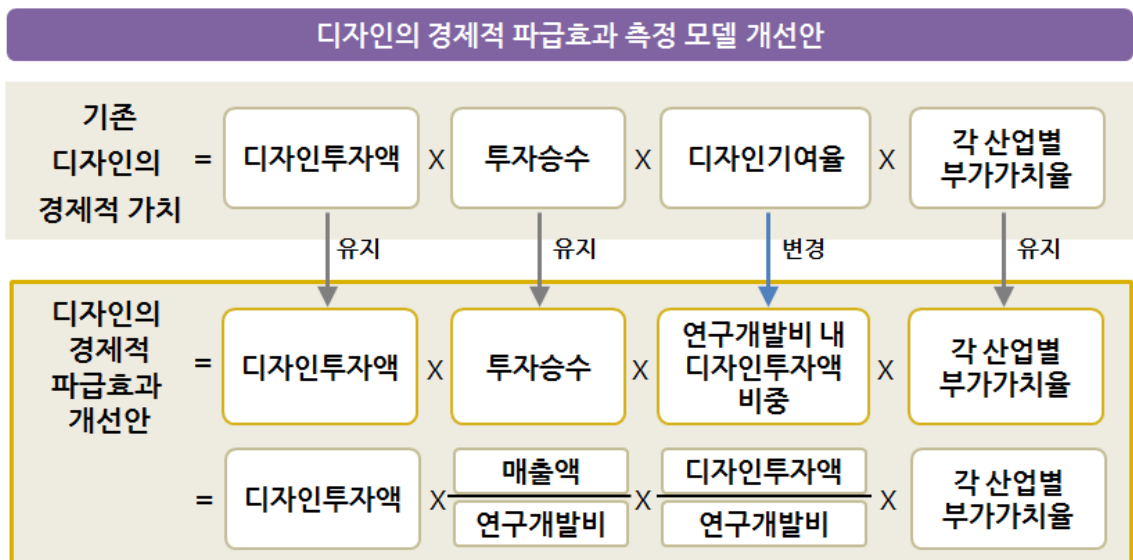 디자인의 경제적 파급효과 측정 모델 개선안
기존
디자인의
경제적 가치
=
디자인투자액
X
투자승수
X
디자인기여율
X
각 산업별
부가가치율
유지
유지
변경
유지
디자인의
경제적
파급효과
개선안
=
디자인투자액
X
투자승수
X
연구개발비 내
디자인투자액
비중
X
각 산업별
부가가치율
=
디자인투자액
X
매출액
연구개발비
X
디자인투자액
연구개발비
X
각 산업별
부가가치율